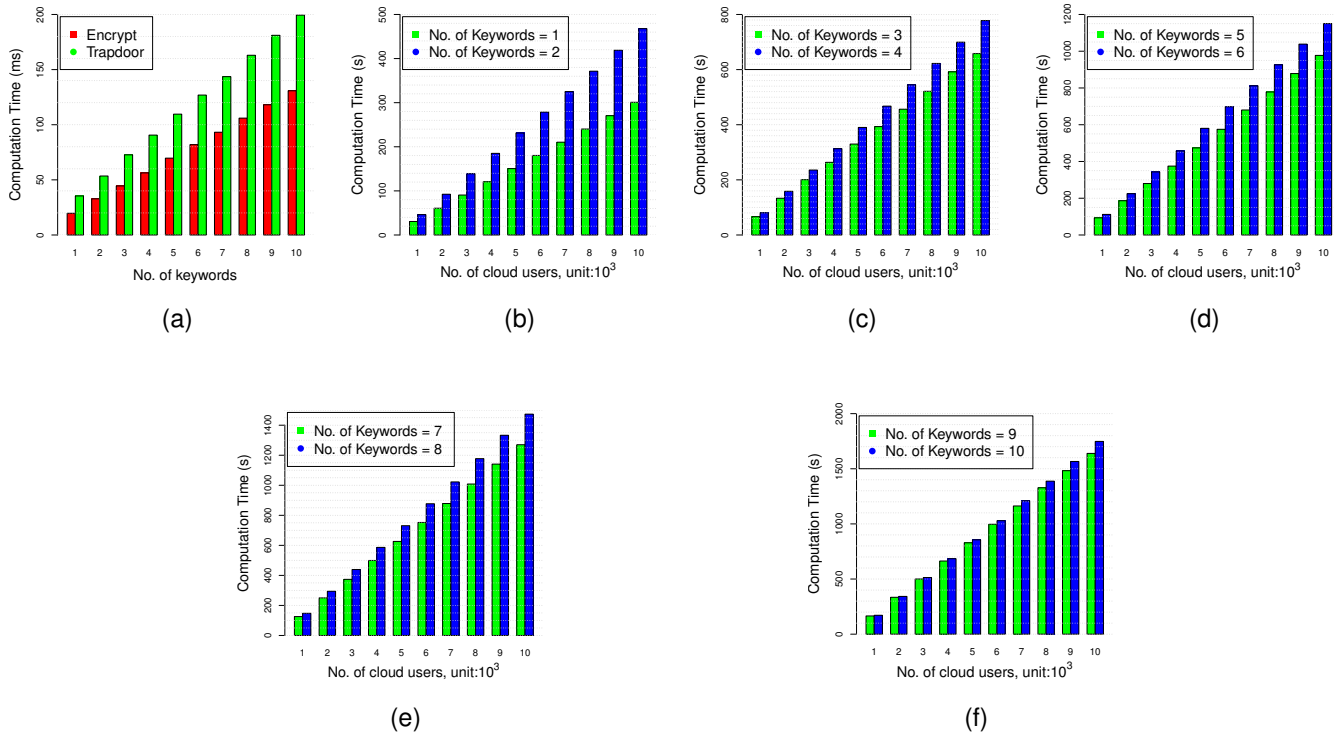 Computation Time (ms)
0 50 100 150 200
Encrypt
Trapdoor
1 2 3 4 5 6 7 8 9 10
No. of keywords
(a)
Computation Time (s)
0 100 200 300 400 500
No. of Keywords = 1
No. of Keywords = 2
1 2 3 4 5 6 7 8 9 10
No. of cloud users, unit:10³
(b)
Computation Time (s)
0 200 400 600 800
No. of Keywords = 3
No. of Keywords = 4
1 2 3 4 5 6 7 8 9 10
No. of cloud users, unit:10³
(c)
Computation Time (s)
0 200 400 600 800 1000 1200
No. of Keywords = 5
No. of Keywords = 6
1 2 3 4 5 6 7 8 9 10
No. of cloud users, unit:10³
(d)
Computation Time (s)
0 200 400 600 800 1000 1200 1400
No. of Keywords = 7
No. of Keywords = 8
1 2 3 4 5 6 7 8 9 10
No. of cloud users, unit:10³
(e)
Computation Time (s)
0 500 1000 1500 2000
No. of Keywords = 9
No. of Keywords = 10
1 2 3 4 5 6 7 8 9 10
No. of cloud users, unit:10³
(f)